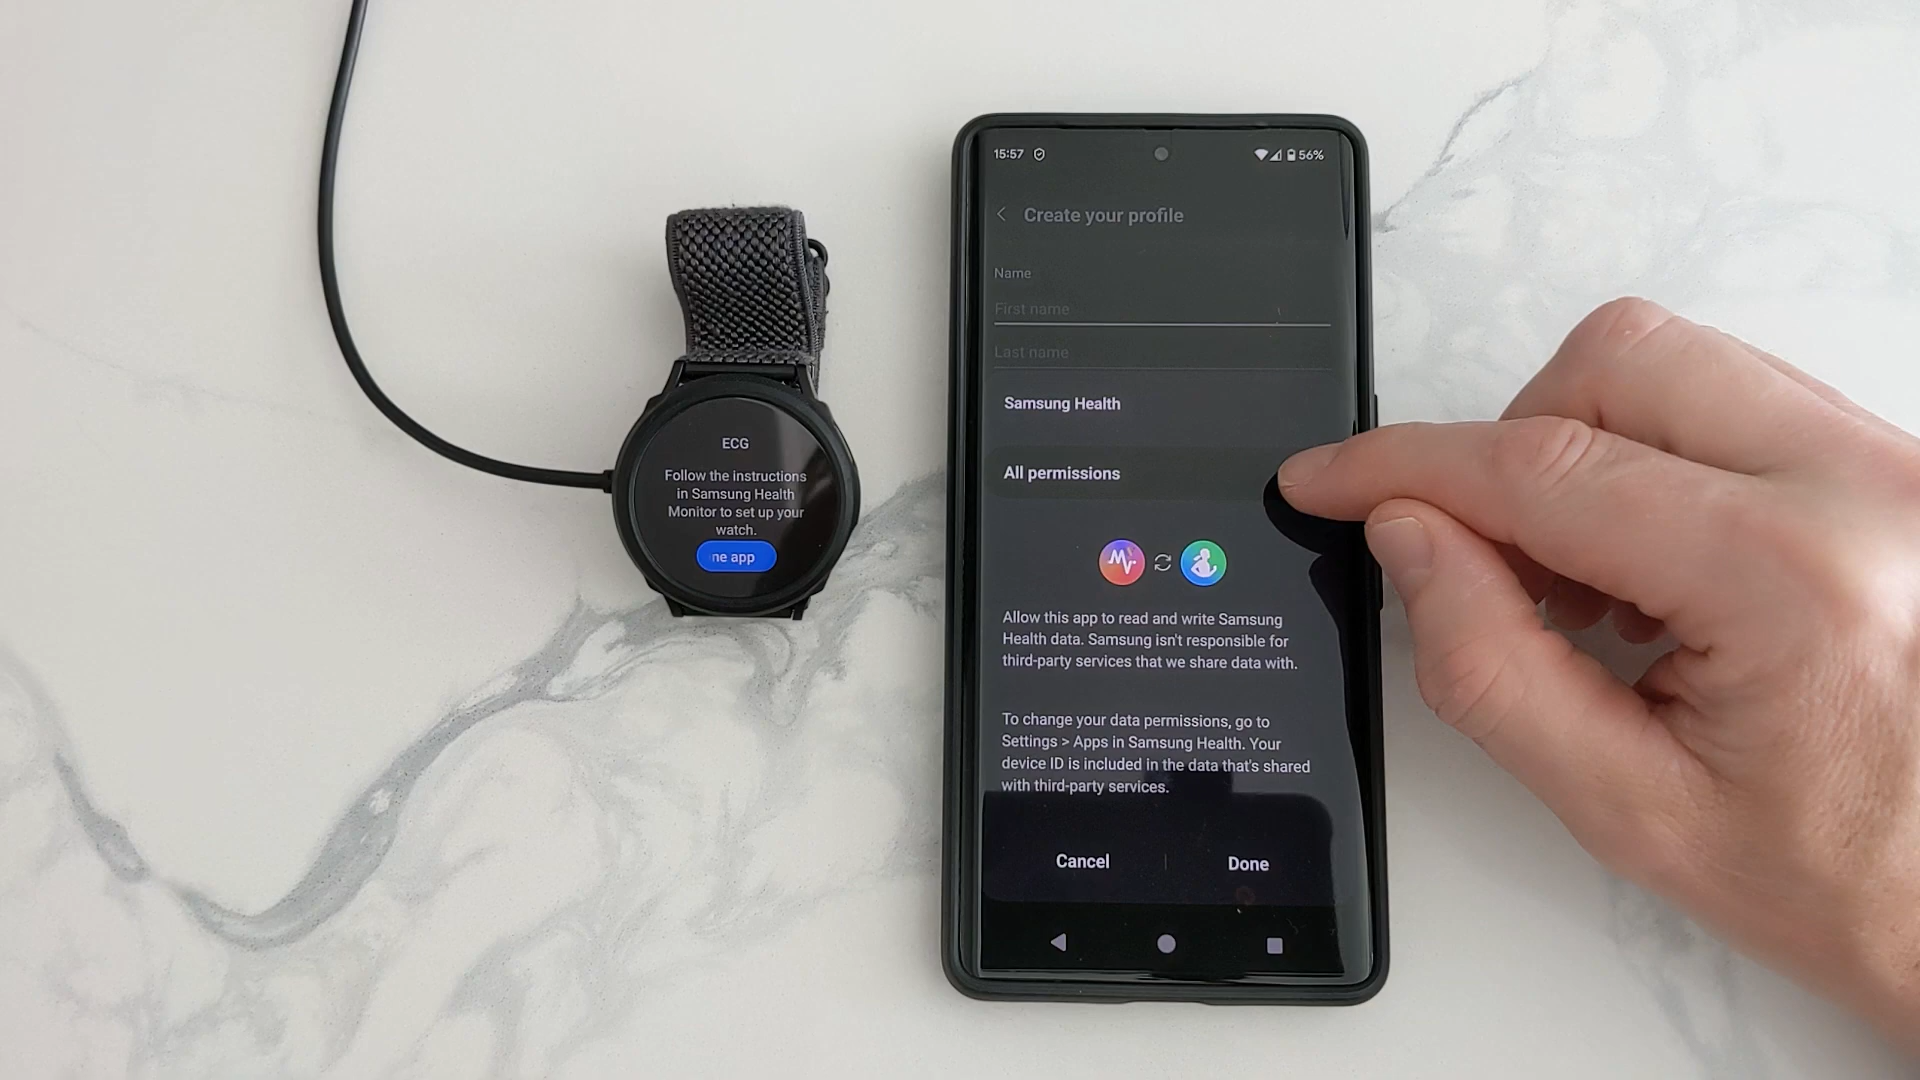 ECG
Follow the instructions
in Samsung Health
Monitor to set up your
watch.
ne app
15:57
56%
Create your profile
Name
First name
Last name
Samsung Health
All permissions
Allow this app to read and write Samsung
Health data. Samsung isn't responsible for
third-party services that we share data with.
To change your data permissions, go to
Settings > Apps in Samsung Health. Your
device ID is included in the data that's shared
with third-party services.
Cancel
Done